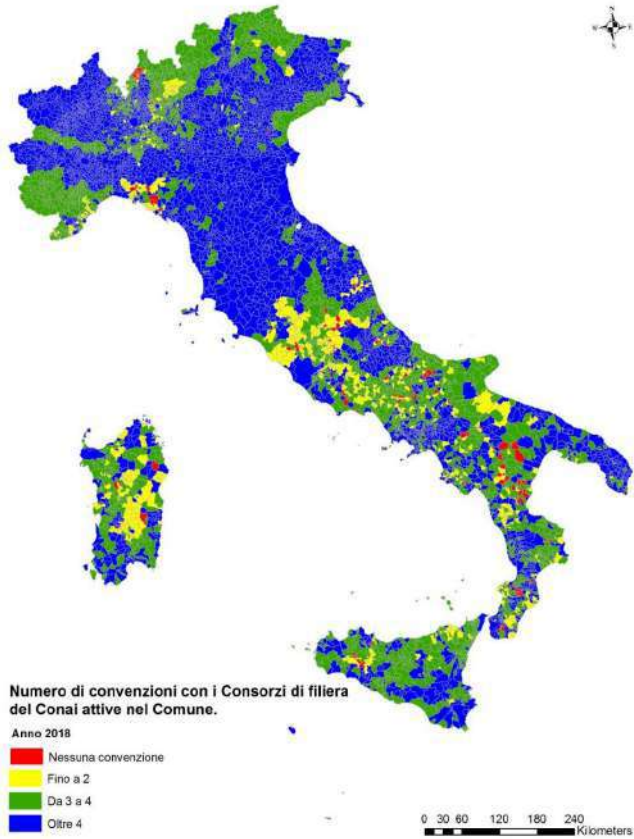 N
W E
S
Numero di convenzioni con i Consorzi di filiera
del Conai attive nel Comune.
Anno 2018
Nessuna convenzione
Fino a 2
Da 3 a 4
Oltre 4
0 30 60 120 180 240
Kilometers